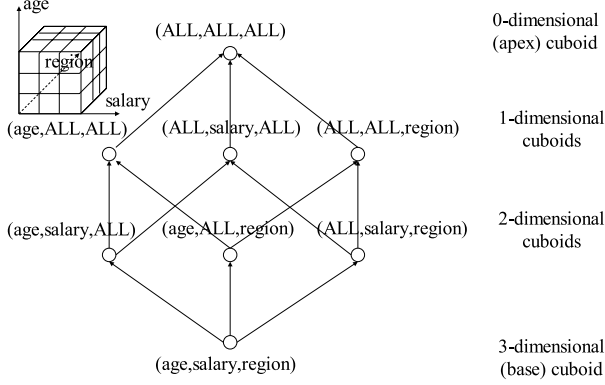 age
(ALL,ALL,ALL)
0-dimensional
(apex) cuboid
region
salary
(age,ALL,ALL)
(ALL,salary,ALL)
(ALL,ALL,region)
1-dimensional
cuboids
(age,salary,ALL)
(age,ALL,region)
(ALL,salary,region)
2-dimensional
cuboids
(age,salary,region)
3-dimensional
(base) cuboid